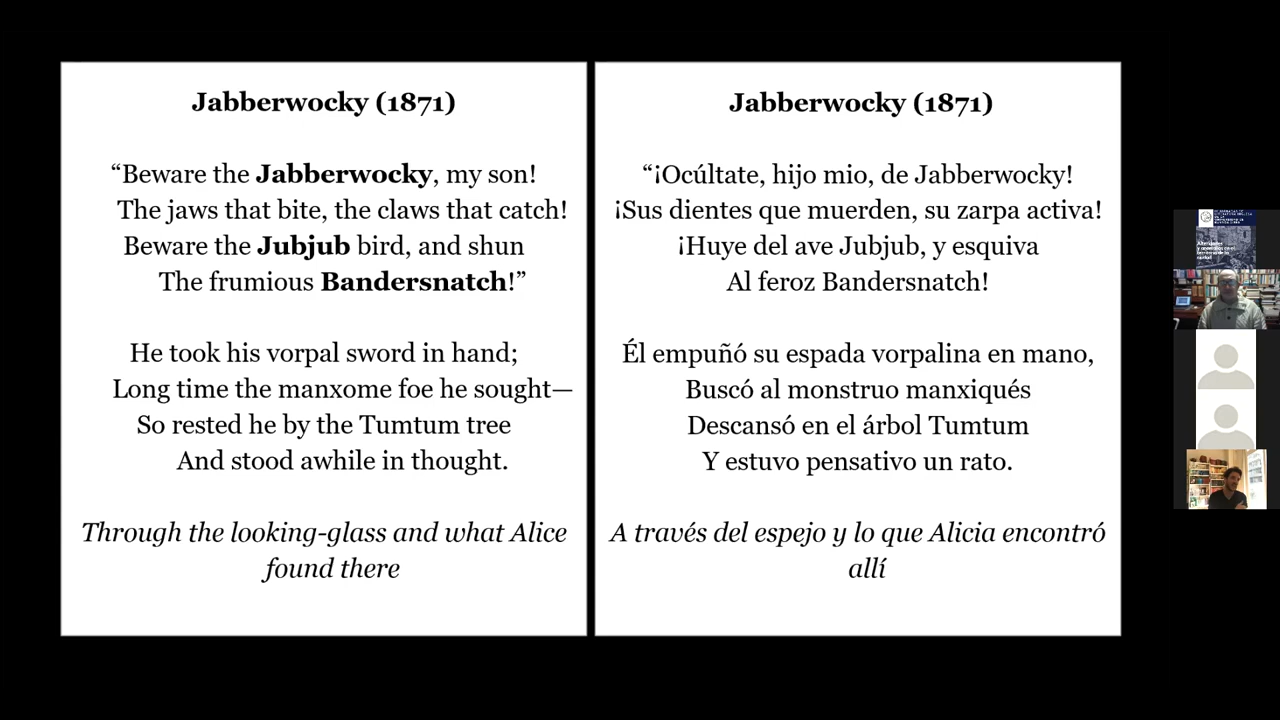 Jabberwocky (1871)
“Beware the Jabberwocky, my son!
The jaws that bite, the claws that catch!
Beware the Jubjub bird, and shun
The frumious Bandersnatch!”
He took his vorpal sword in hand;
Long time the manxome foe he sought—
So rested he by the Tumtum tree
And stood awhile in thought.
Through the looking-glass and what Alice
found there
Jabberwocky (1871)
“¡Ocúltate, hijo mio, de Jabberwocky!
¡Sus dientes que muerden, su zarpa activa!
¡Huye del ave Jubjub, y esquiva
Al feroz Bandersnatch!
Él empuñó su espada vorpalina en mano,
Buscó al monstruo manxiqués
Descansó en el árbol Tumtum
Y estuvo pensativo un rato.
A través del espejo y lo que Alicia encontró
allí